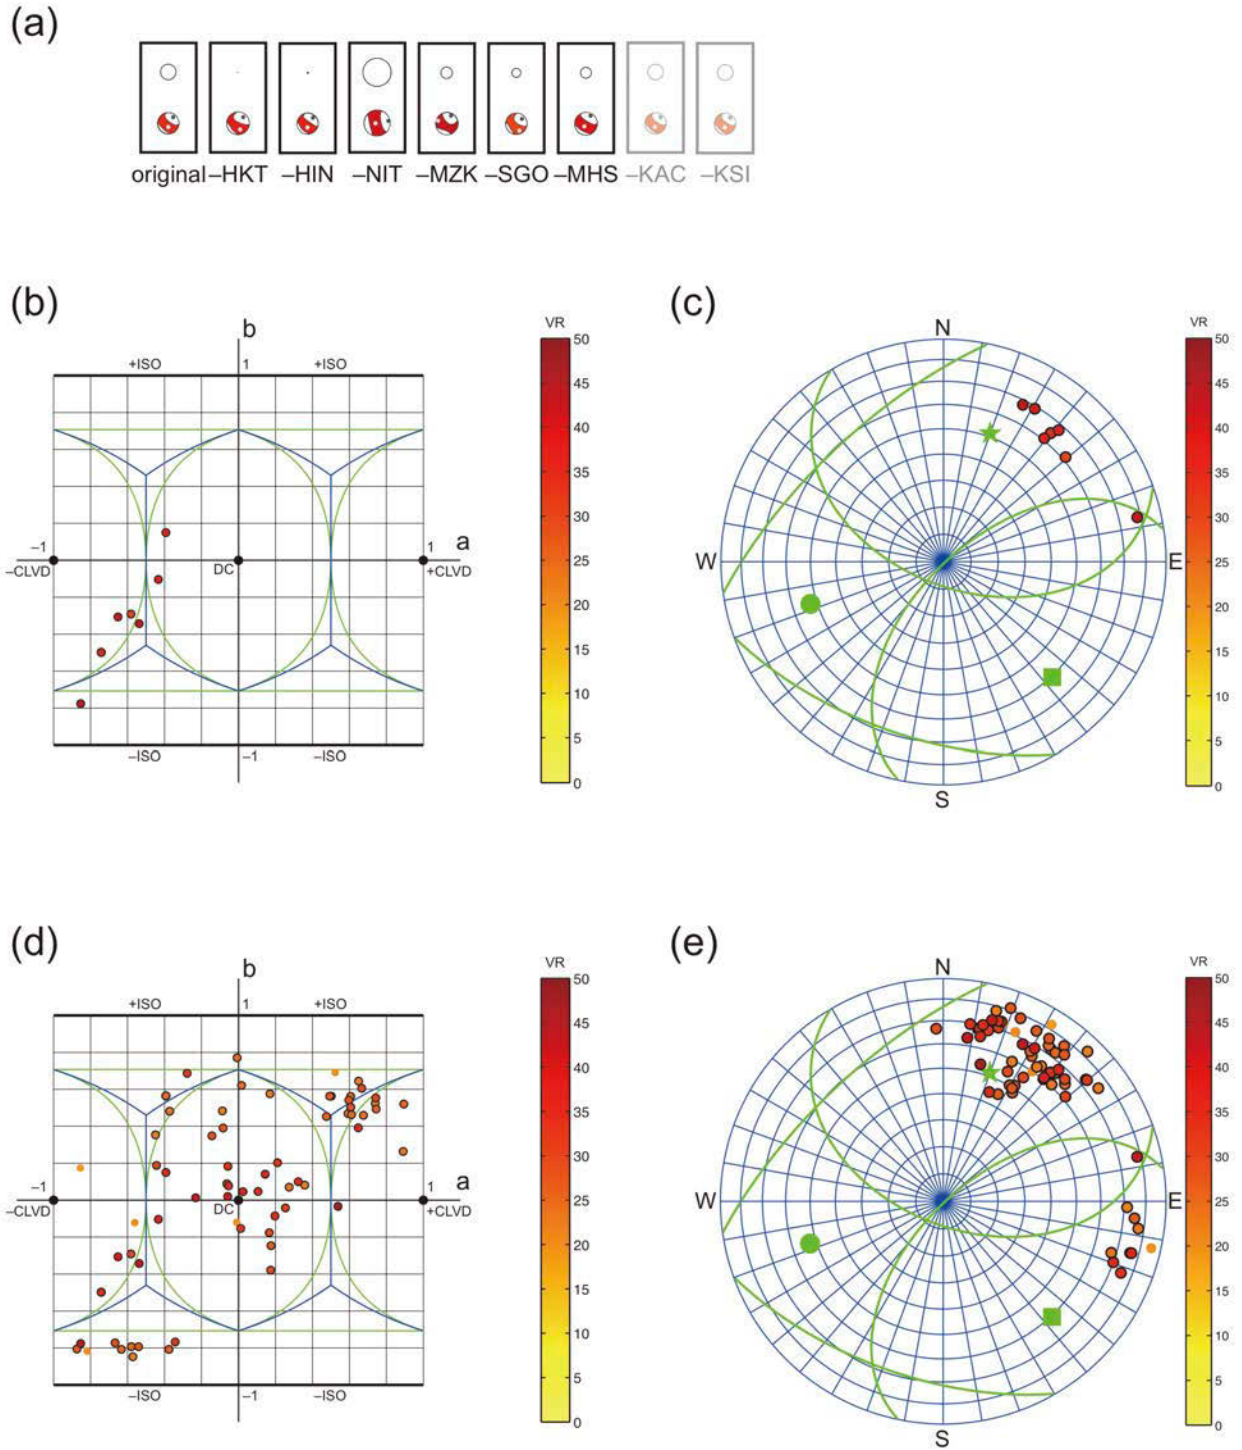 (a)
original –HKT –HIN –NIT –MZK –SGO –MHS –KAC –KSI
(b)
b
+ISO 1 +ISO
–1 1 a
–CLVD DC +CLVD
–ISO –1 –ISO
VR
50
45
40
35
30
25
20
15
10
5
0
(c)
N
W E
S
VR
50
45
40
35
30
25
20
15
10
5
0
(d)
b
+ISO 1 +ISO
–1 1 a
–CLVD DC +CLVD
–ISO –1 –ISO
VR
50
45
40
35
30
25
20
15
10
5
0
(e)
N
W E
S
VR
50
45
40
35
30
25
20
15
10
5
0